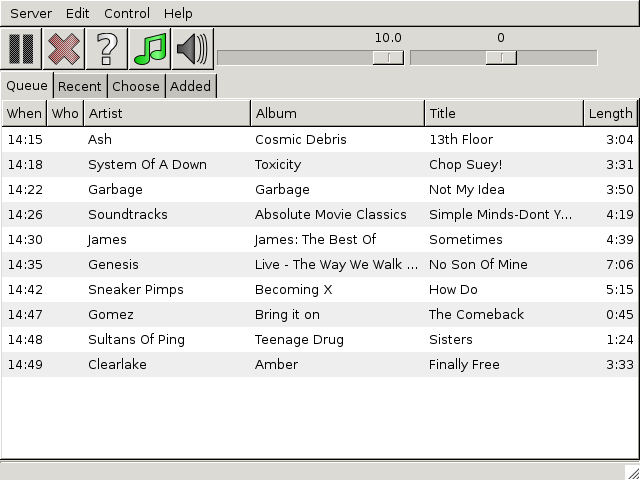 Server Edit Control Help
10.0 0
Queue Recent Choose Added
When Who Artist Album Title Length
14:15 Ash Cosmic Debris 13th Floor 3:04
14:18 System Of A Down Toxicity Chop Suey! 3:31
14:22 Garbage Garbage Not My Idea 3:50
14:26 Soundtracks Absolute Movie Classics Simple Minds-Dont Y... 4:19
14:30 James James: The Best Of Sometimes 4:39
14:35 Genesis Live - The Way We Walk ... No Son Of Mine 7:06
14:42 Sneaker Pimps Becoming X How Do 5:15
14:47 Gomez Bring it on The Comeback 0:45
14:48 Sultans Of Ping Teenage Drug Sisters 1:24
14:49 Clearlake Amber Finally Free 3:33